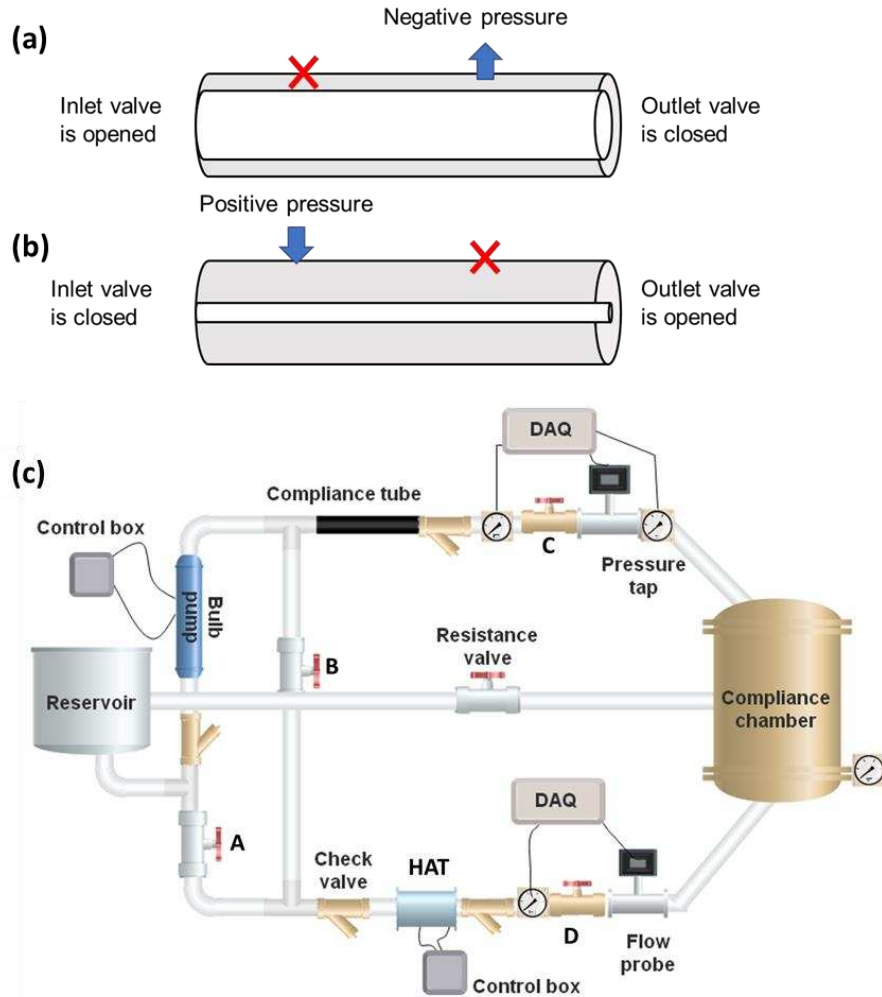 (a)
Negative pressure
Inlet valve
is opened
Outlet valve
is closed
Positive pressure
(b)
Inlet valve
is closed
Outlet valve
is opened
(c)
DAQ
Compliance tube
Control box
C
Pressure
tap
pump
Bulb
B
Resistance
valve
Reservoir
Compliance
chamber
DAQ
A
Check
valve
HAT
D
Flow
probe
Control box